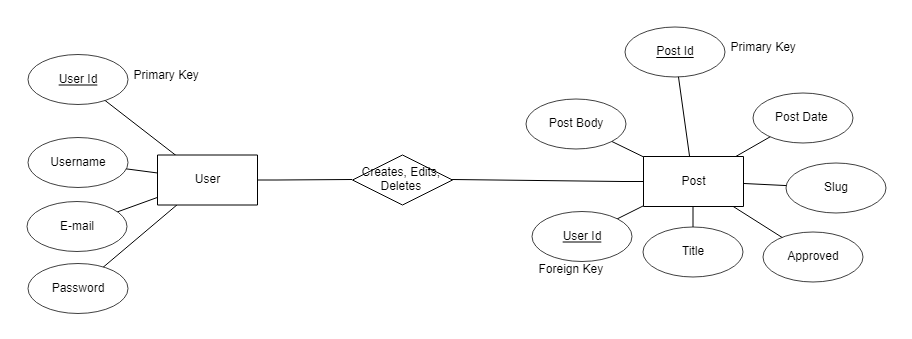 Post Id
Primary Key
User Id
Primary Key
Post Body
Post Date
Username
Creates, Edits,
Deletes
User
Post
Slug
E-mail
User Id
Foreign Key
Title
Approved
Password